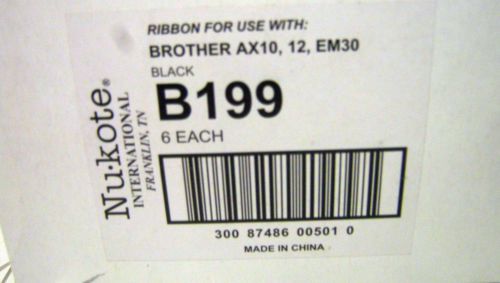 RIBBON FOR USE WITH:
BROTHER AX10, 12, EM30
BLACK
B199
6 EACH
300 87486 00501 0
MADE IN CHINA
Nu·kote®
INTERNATIONAL
FRANKLIN, TN